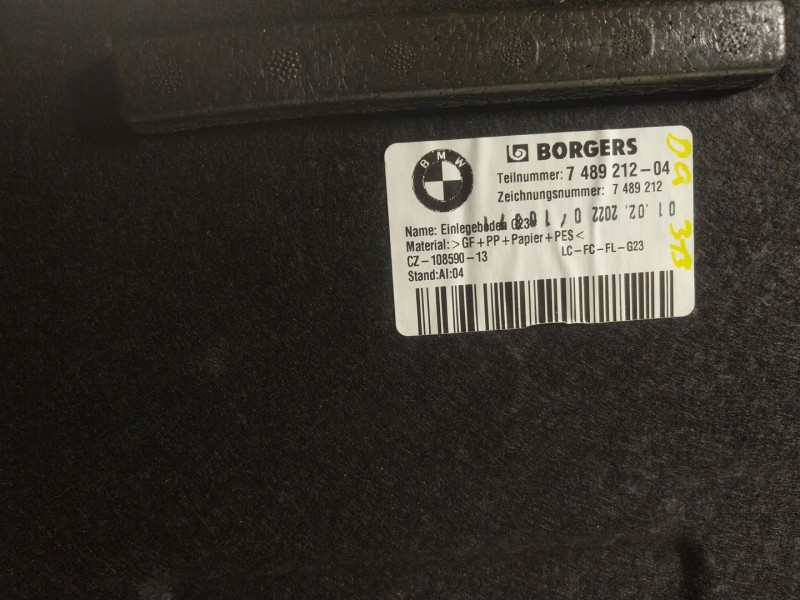 BMW
BORGERS
Teilnummer: 7 489 212-04
Zeichnungsnummer: 7 489 212
01.02.2022
Name: Einlegeboden G23
Material: >GF+PP+Papier+PES<
CZ-108590-13 LC-FC-FL-G23
Stand:AI:04